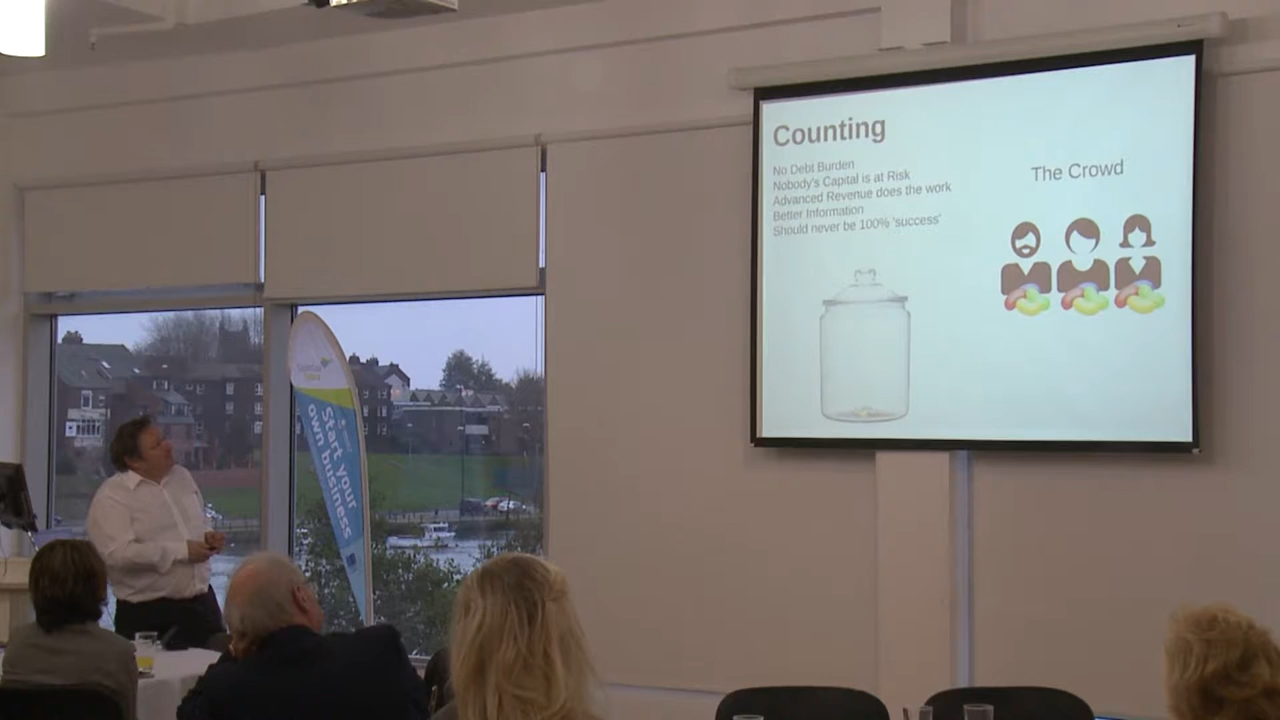 Counting
No Debt Burden
Nobody's Capital is at Risk
Advanced Revenue does the work
Better Information
Should never be 100% 'success'
The Crowd
Start your
own business